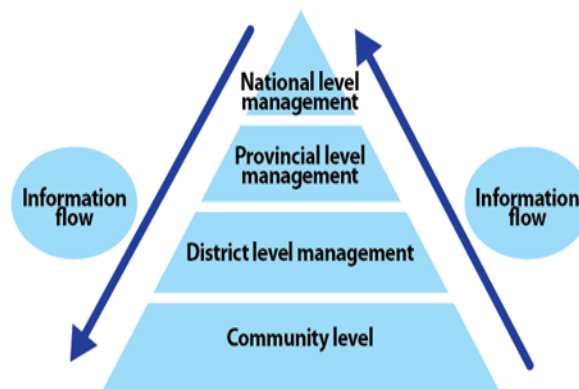 National level
management
Provincial level
management
Information
flow
Information
flow
District level management
Community level